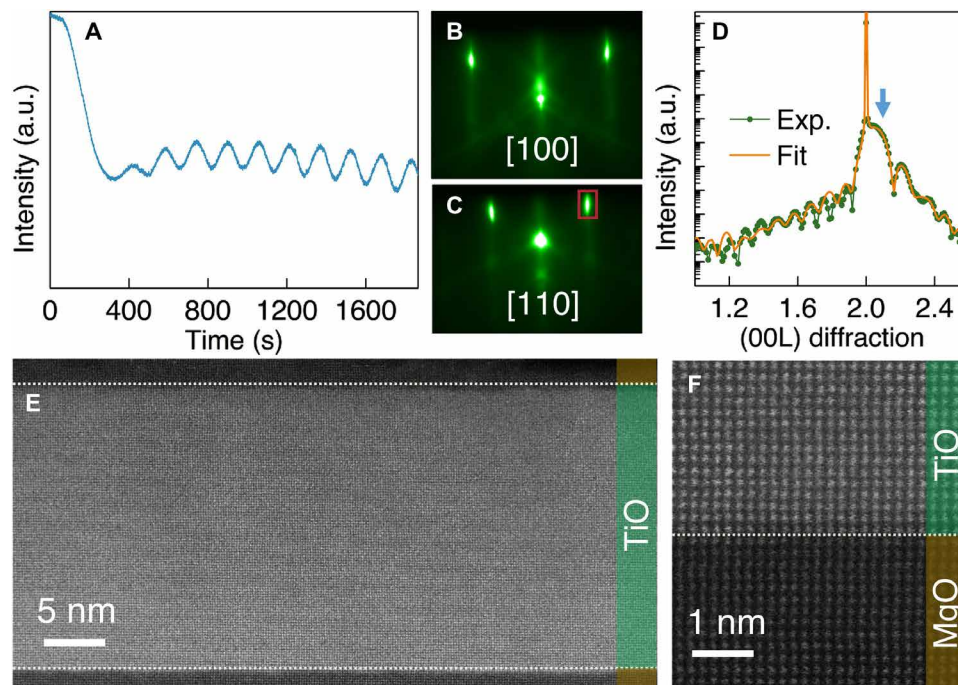 A
Intensity (a.u.)
0
400
800
1200
1600
Time (s)
B
[100]
C
[110]
D
Intensity (a.u.)
Exp.
Fit
1.2
1.6
2.0
2.4
(00L) diffraction
E
5 nm
TiO
F
1 nm
TiO
MgO